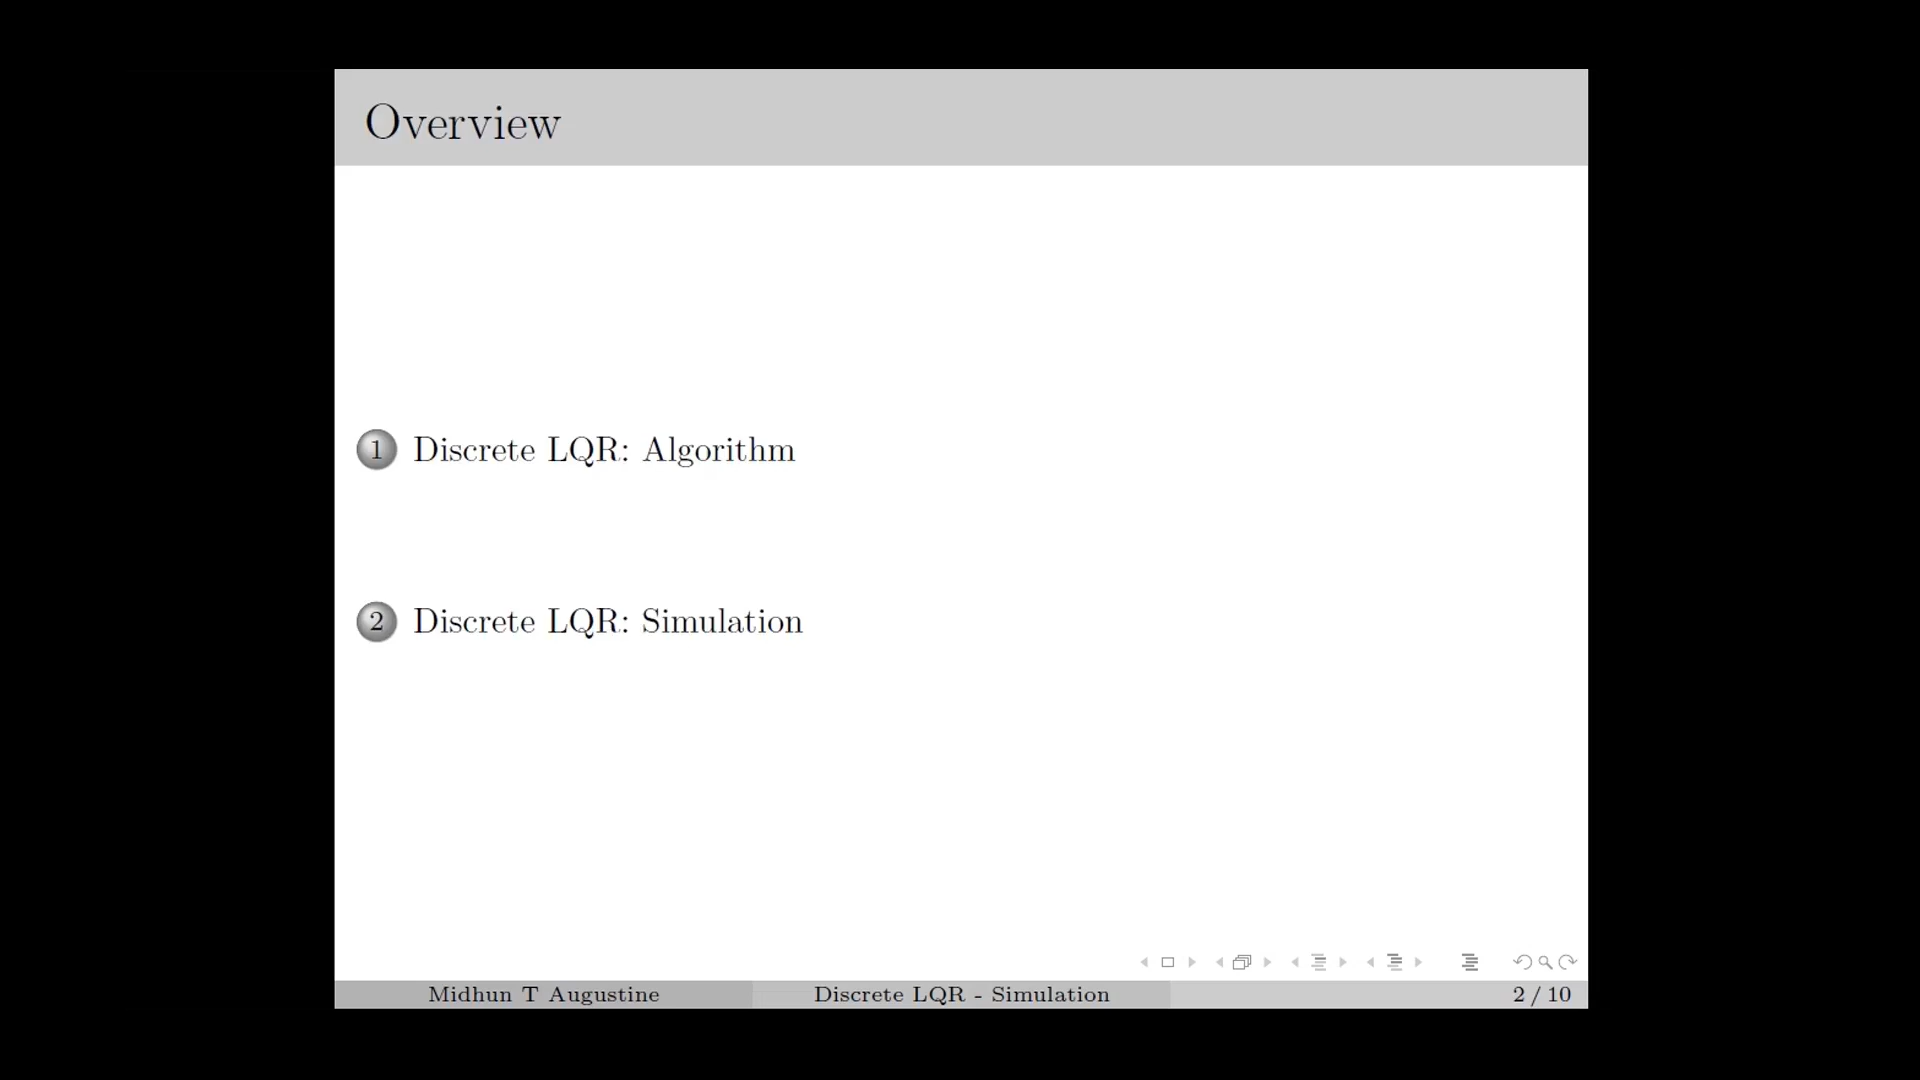 Overview
1 Discrete LQR: Algorithm
2 Discrete LQR: Simulation
Midhun T Augustine Discrete LQR - Simulation 2 / 10